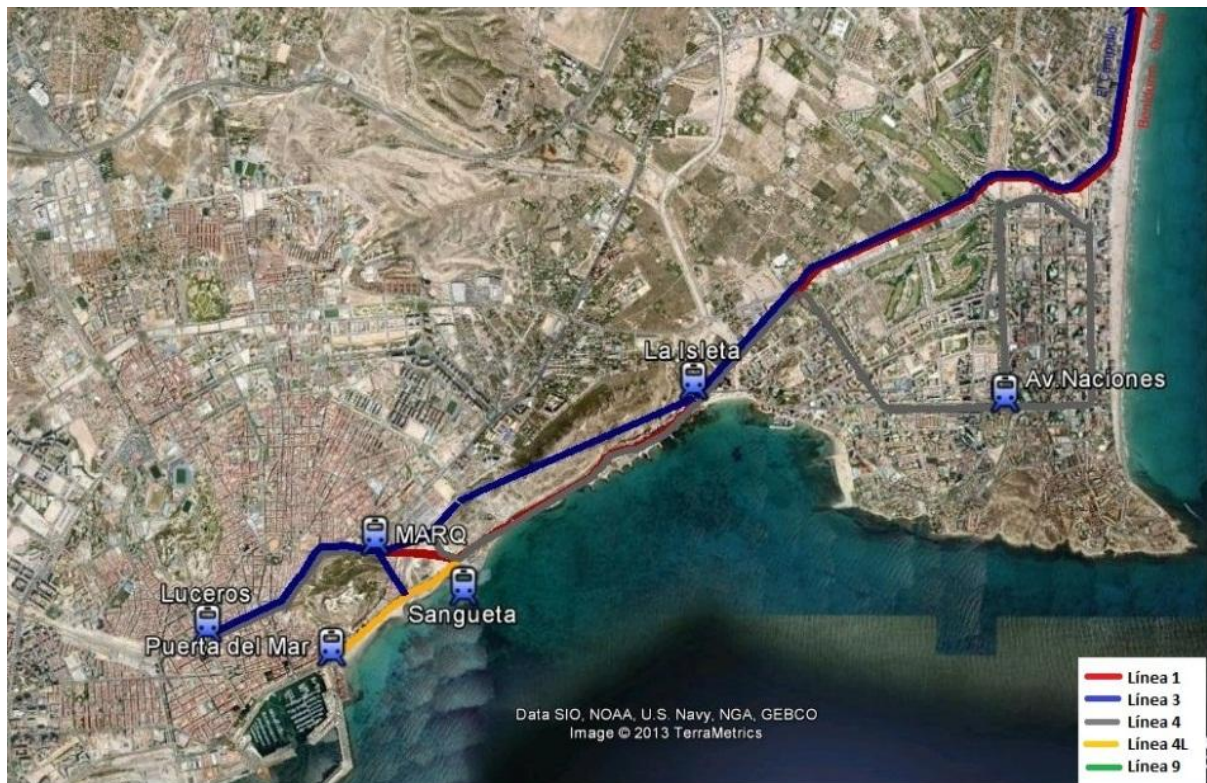 El Campello
Benidorm - Denia
La Isleta
Av.Naciones
MARQ
Luceros
Sangueta
Puerta del Mar
Data SIO, NOAA, U.S. Navy, NGA, GEBCO
Image © 2013 TerraMetrics
Línea 1
Línea 3
Línea 4
Línea 4L
Línea 9